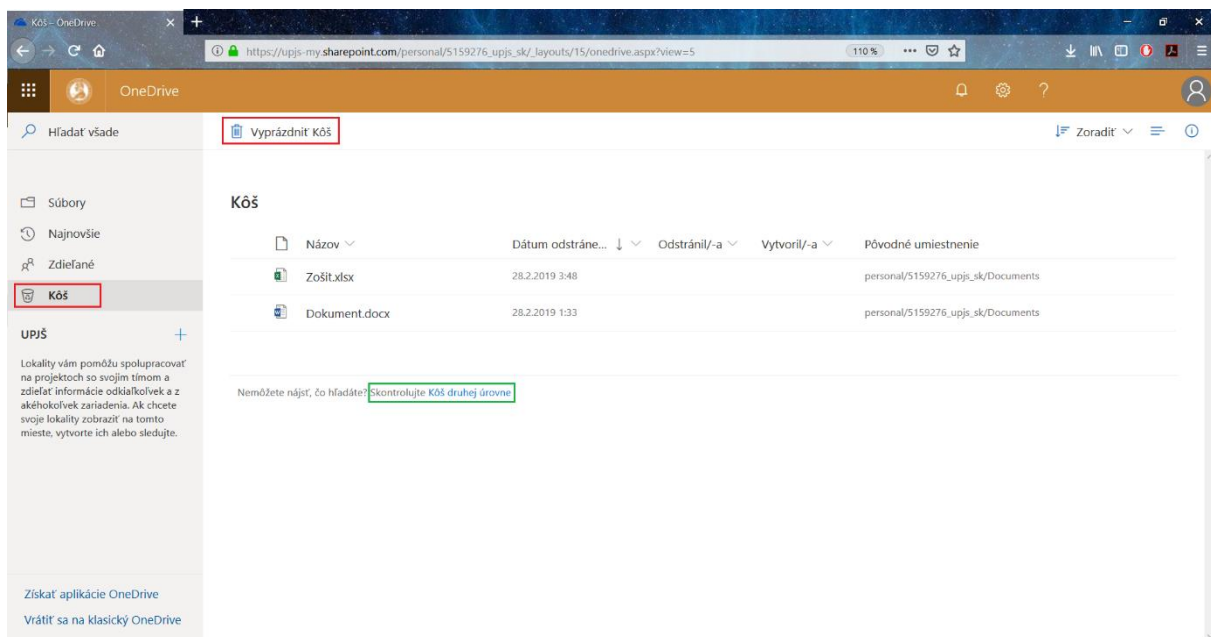 Kôš – OneDrive
https://upjs-my.sharepoint.com/personal/5159276_upjs_sk/_layouts/15/onedrive.aspx?view=5
110 %
OneDrive
?
Hľadať všade
Vyprázdniť Kôš
Zoradiť
Súbory
Najnovšie
Zdieľané
Kôš
UPJŠ
Lokality vám pomôžu spolupracovať
na projektoch so svojim tímom a
zdieľať informácie odkiaľkoľvek a z
akéhokoľvek zariadenia. Ak chcete
svoje lokality zobraziť na tomto
mieste, vytvorte ich alebo sledujte.
Získať aplikácie OneDrive
Vrátiť sa na klasický OneDrive
Kôš
Názov Dátum odstráne... Odstránil/-a Vytvoril/-a Pôvodné umiestnenie
Zošit.xlsx 28.2.2019 3:48 personal/5159276_upjs_sk/Documents
Dokument.docx 28.2.2019 1:33 personal/5159276_upjs_sk/Documents
Nemôžete nájsť, čo hľadáte? Skontrolujte Kôš druhej úrovne